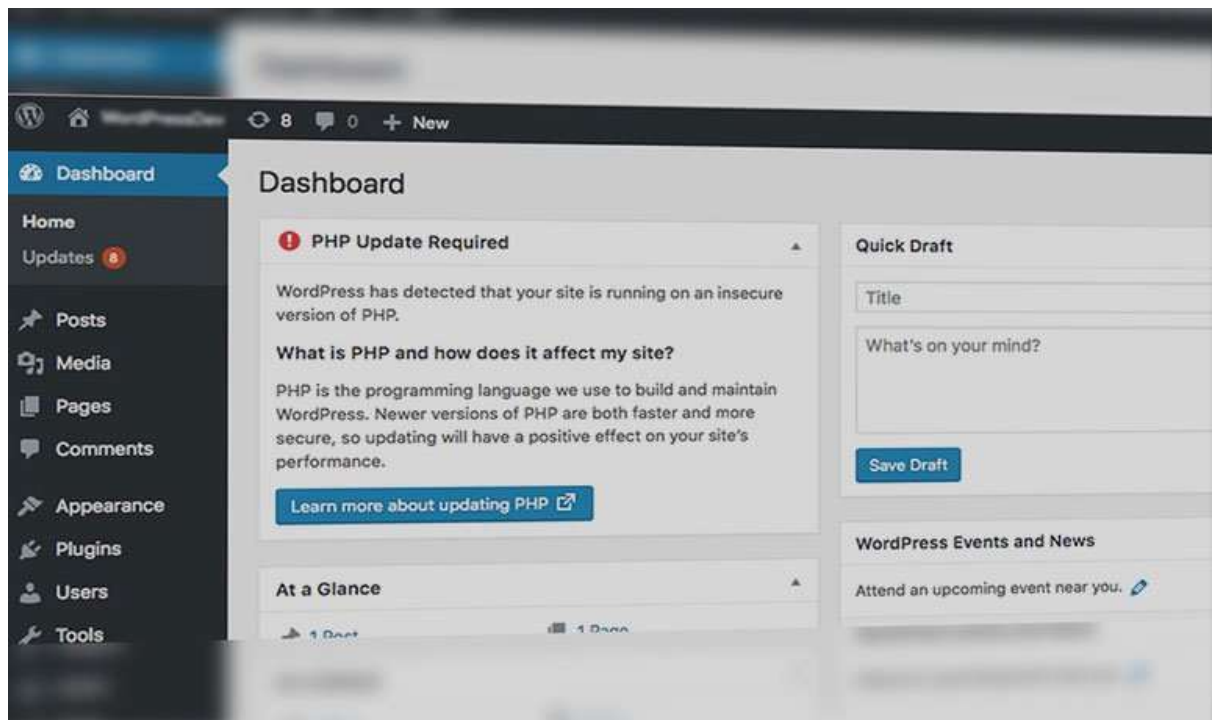 8 0 + New
Dashboard
Home
Updates 8
Posts
Media
Pages
Comments
Appearance
Plugins
Users
Tools
Dashboard
PHP Update Required
WordPress has detected that your site is running on an insecure
version of PHP.
What is PHP and how does it affect my site?
PHP is the programming language we use to build and maintain
WordPress. Newer versions of PHP are both faster and more
secure, so updating will have a positive effect on your site's
performance.
Learn more about updating PHP
At a Glance
1 Post 1 Page
Quick Draft
Title
What's on your mind?
Save Draft
WordPress Events and News
Attend an upcoming event near you.